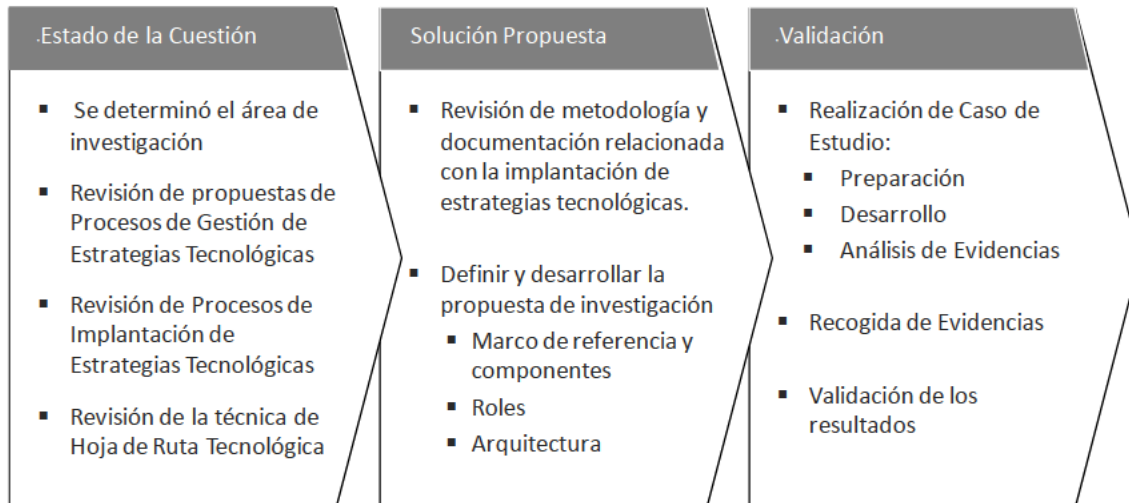 .Estado de la Cuestión
▪ Se determinó el área de
investigación
▪ Revisión de propuestas de
Procesos de Gestión de
Estrategias Tecnológicas
▪ Revisión de Procesos de
Implantación de
Estrategias Tecnológicas
▪ Revisión de la técnica de
Hoja de Ruta Tecnológica
Solución Propuesta
▪ Revisión de metodología y
documentación relacionada
con la implantación de
estrategias tecnológicas.
▪ Definir y desarrollar la
propuesta de investigación
▪ Marco de referencia y
componentes
▪ Roles
▪ Arquitectura
.Validación
▪ Realización de Caso de
Estudio:
▪ Preparación
▪ Desarrollo
▪ Análisis de Evidencias
▪ Recogida de Evidencias
▪ Validación de los
resultados